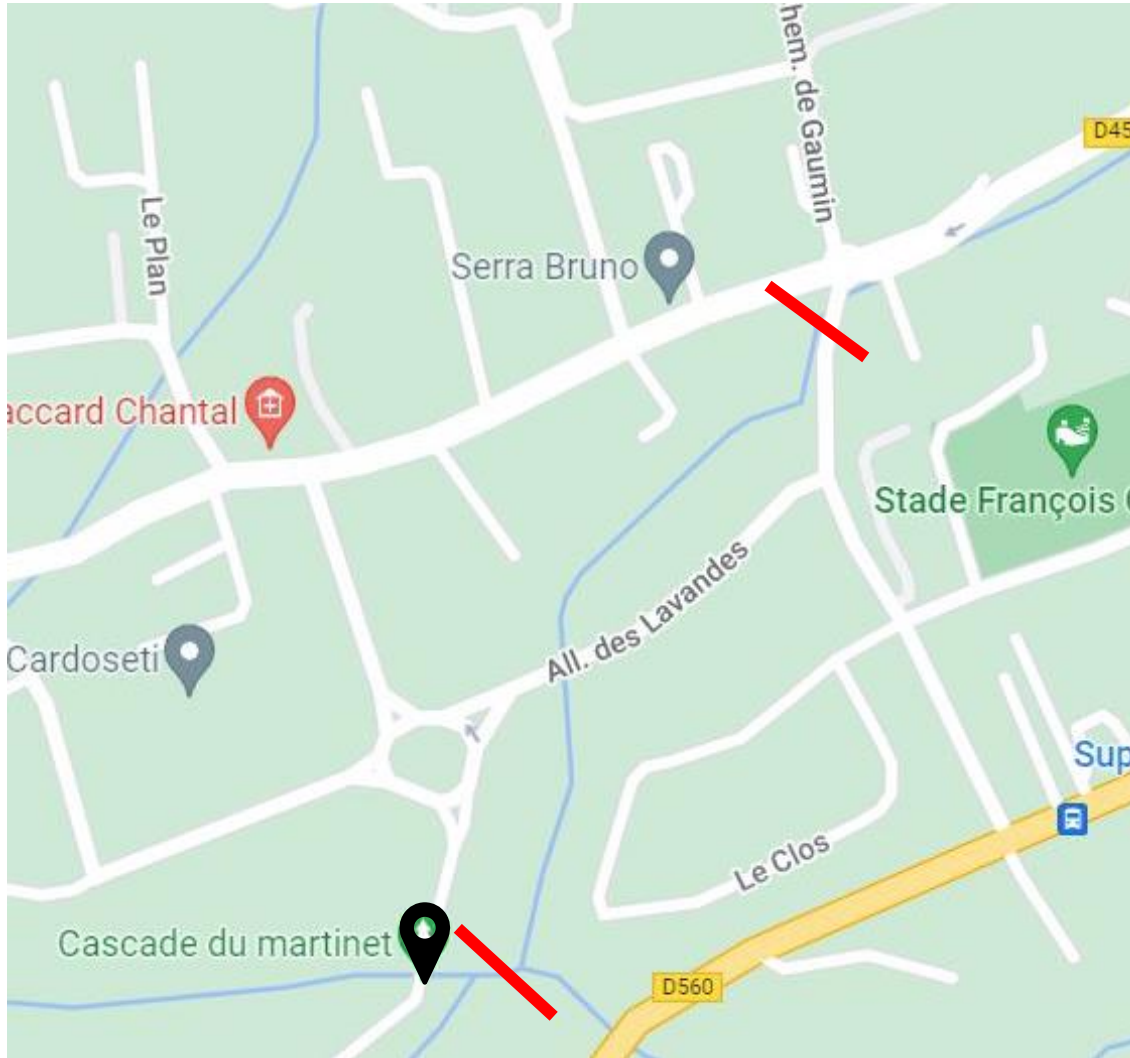 hem. de Gaumin
D45
Le Plan
Serra Bruno
accard Chantal
Stade François
All. des Lavandes
Cardoseti
Sup
Le Clos
Cascade du martinet
D560